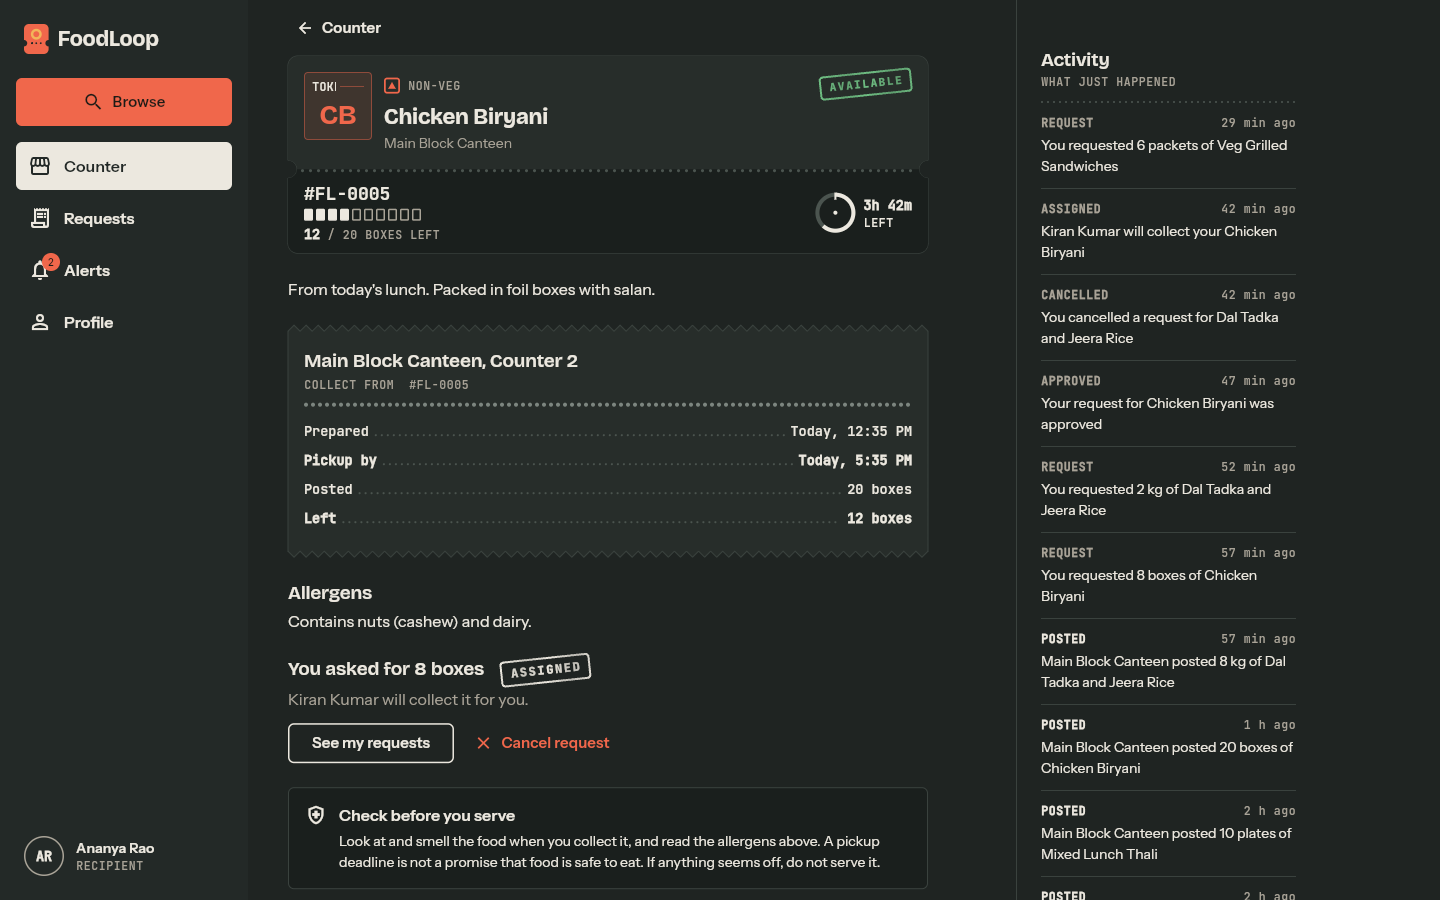 FoodLoop
Browse
Counter
Requests
2
Alerts
Profile
AR
Ananya Rao
RECIPIENT
Counter
CB
NON-VEG
Chicken Biryani
Main Block Canteen
AVAILABLE
#FL-0005
12 / 20 BOXES LEFT
3h 42m
LEFT
From today's lunch. Packed in foil boxes with salan.
Main Block Canteen, Counter 2
COLLECT FROM #FL-0005
Prepared Today, 12:35 PM
Pickup by Today, 5:35 PM
Posted 20 boxes
Left 12 boxes
Allergens
Contains nuts (cashew) and dairy.
You asked for 8 boxes ASSIGNED
Kiran Kumar will collect it for you.
See my requests
Cancel request
Check before you serve
Look at and smell the food when you collect it, and read the allergens above. A pickup
deadline is not a promise that food is safe to eat. If anything seems off, do not serve it.
Activity
WHAT JUST HAPPENED
REQUEST 29 min ago
You requested 6 packets of Veg Grilled
Sandwiches
ASSIGNED 42 min ago
Kiran Kumar will collect your Chicken
Biryani
CANCELLED 42 min ago
You cancelled a request for Dal Tadka
and Jeera Rice
APPROVED 47 min ago
Your request for Chicken Biryani was
approved
REQUEST 52 min ago
You requested 2 kg of Dal Tadka and
Jeera Rice
REQUEST 57 min ago
You requested 8 boxes of Chicken
Biryani
POSTED 57 min ago
Main Block Canteen posted 8 kg of Dal
Tadka and Jeera Rice
POSTED 1 h ago
Main Block Canteen posted 20 boxes of
Chicken Biryani
POSTED 2 h ago
Main Block Canteen posted 10 plates of
Mixed Lunch Thali
POSTED 2 h ago